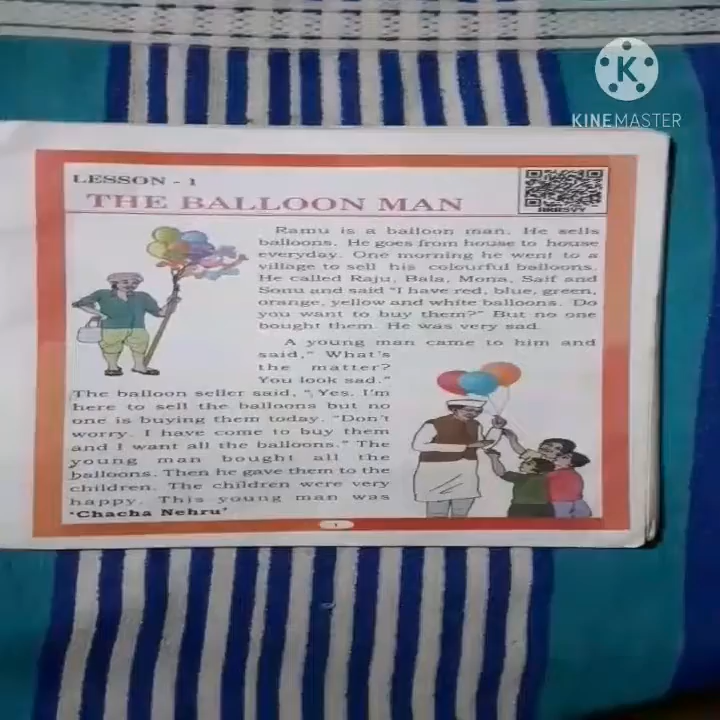 KINEMASTER
LESSON - 1
THE BALLOON MAN
Ramu is a balloon man. He sells
balloons. He goes from house to house
everyday. One morning he went to a
village to sell his colourful balloons.
He called Raju, Bala, Mona, Saif and
Sonu and said "I have red, blue, green,
orange, yellow and white balloons. Do
you want to buy them?" But no one
bought them. He was very sad.
A young man came to him and
said," What's
the matter?
You look sad."
The balloon seller said, " Yes. I'm
here to sell the balloons but no
one is buying them today. "Don't
worry. I have come to buy them
and I want all the balloons." The
young man bought all the
balloons. Then he gave them to the
children. The children were very
happy. This young man was
'Chacha Nehru'
1